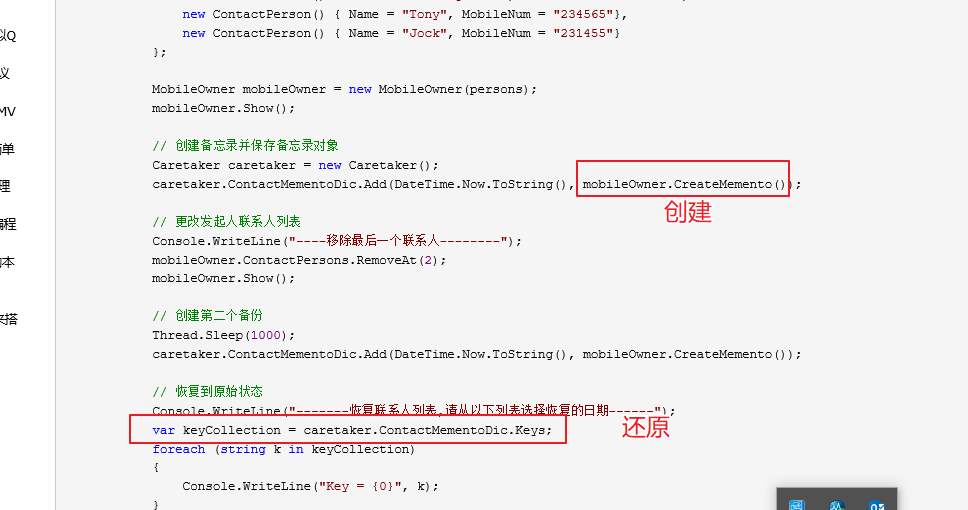 new ContactPerson() { Name = "Tony", MobileNum = "234565"},
new ContactPerson() { Name = "Jock", MobileNum = "231455"}
};
MobileOwner mobileOwner = new MobileOwner(persons);
mobileOwner.Show();
// 创建备忘录并保存备忘录对象
Caretaker caretaker = new Caretaker();
caretaker.ContactMementoDic.Add(DateTime.Now.ToString(), mobileOwner.CreateMemento());
创建
// 更改发起人联系人列表
Console.WriteLine("----移除最后一个联系人--------");
mobileOwner.ContactPersons.RemoveAt(2);
mobileOwner.Show();
// 创建第二个备份
Thread.Sleep(1000);
caretaker.ContactMementoDic.Add(DateTime.Now.ToString(), mobileOwner.CreateMemento());
// 恢复到原始状态
Console.WriteLine("-------恢复联系人列表,请从以下列表选择恢复的日期------");
var keyCollection = caretaker.ContactMementoDic.Keys;
还原
foreach (string k in keyCollection)
{
Console.WriteLine("Key = {0}", k);
}
议
MV
单
理
编程
本
搭